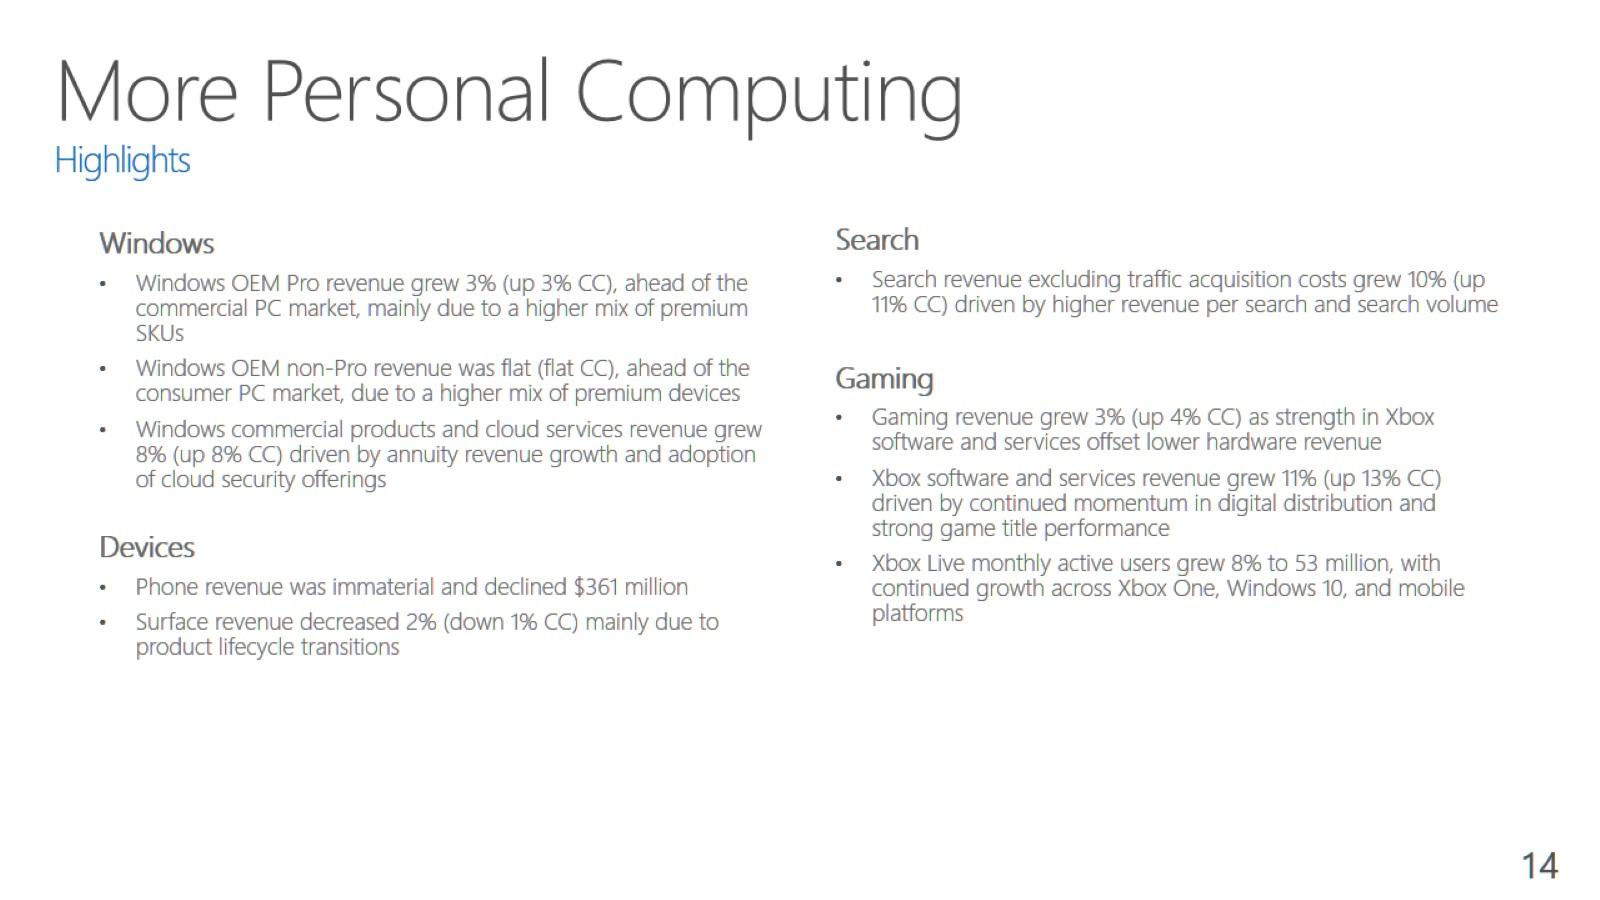 More Personal Computing
Highlights
Windows
• Windows OEM Pro revenue grew 3% (up 3% CC), ahead of the
commercial PC market, mainly due to a higher mix of premium
SKUs
• Windows OEM non-Pro revenue was flat (flat CC), ahead of the
consumer PC market, due to a higher mix of premium devices
• Windows commercial products and cloud services revenue grew
8% (up 8% CC) driven by annuity revenue growth and adoption
of cloud security offerings
Devices
• Phone revenue was immaterial and declined $361 million
• Surface revenue decreased 2% (down 1% CC) mainly due to
product lifecycle transitions
Search
• Search revenue excluding traffic acquisition costs grew 10% (up
11% CC) driven by higher revenue per search and search volume
Gaming
• Gaming revenue grew 3% (up 4% CC) as strength in Xbox
software and services offset lower hardware revenue
• Xbox software and services revenue grew 11% (up 13% CC)
driven by continued momentum in digital distribution and
strong game title performance
• Xbox Live monthly active users grew 8% to 53 million, with
continued growth across Xbox One, Windows 10, and mobile
platforms
14